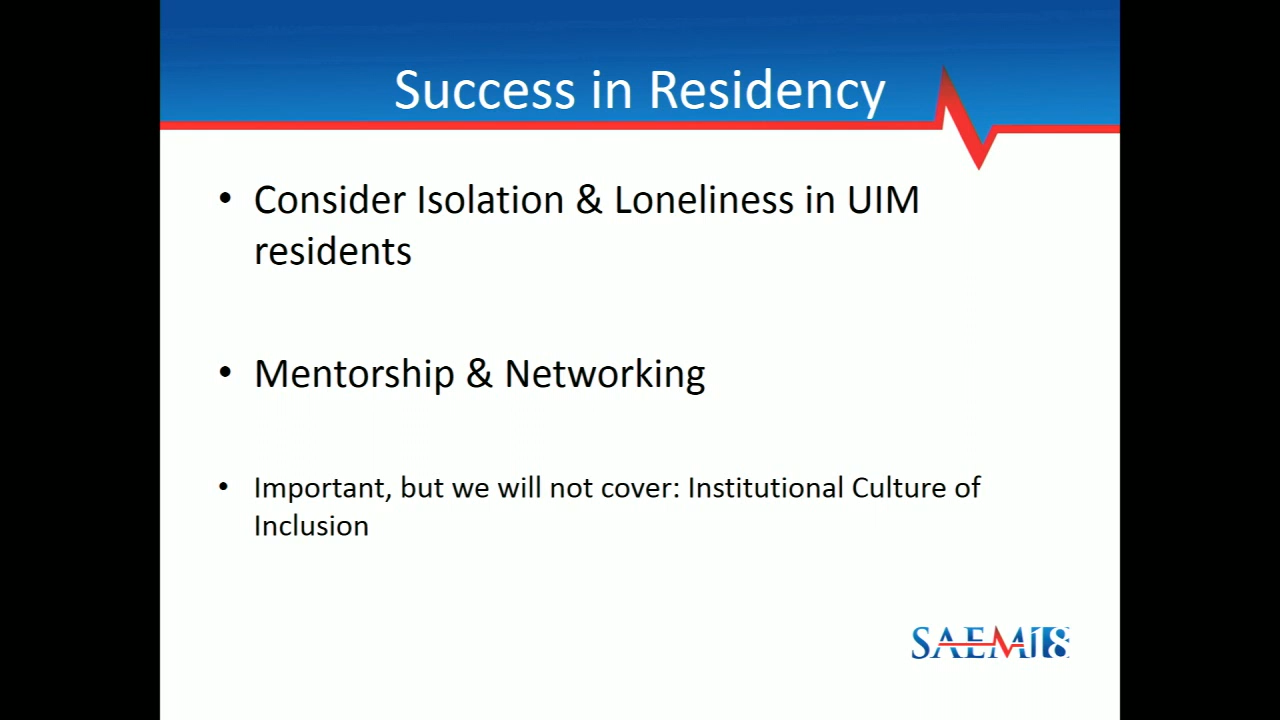 Success in Residency
• Consider Isolation & Loneliness in UIM
residents
• Mentorship & Networking
• Important, but we will not cover: Institutional Culture of
Inclusion
SAEM18